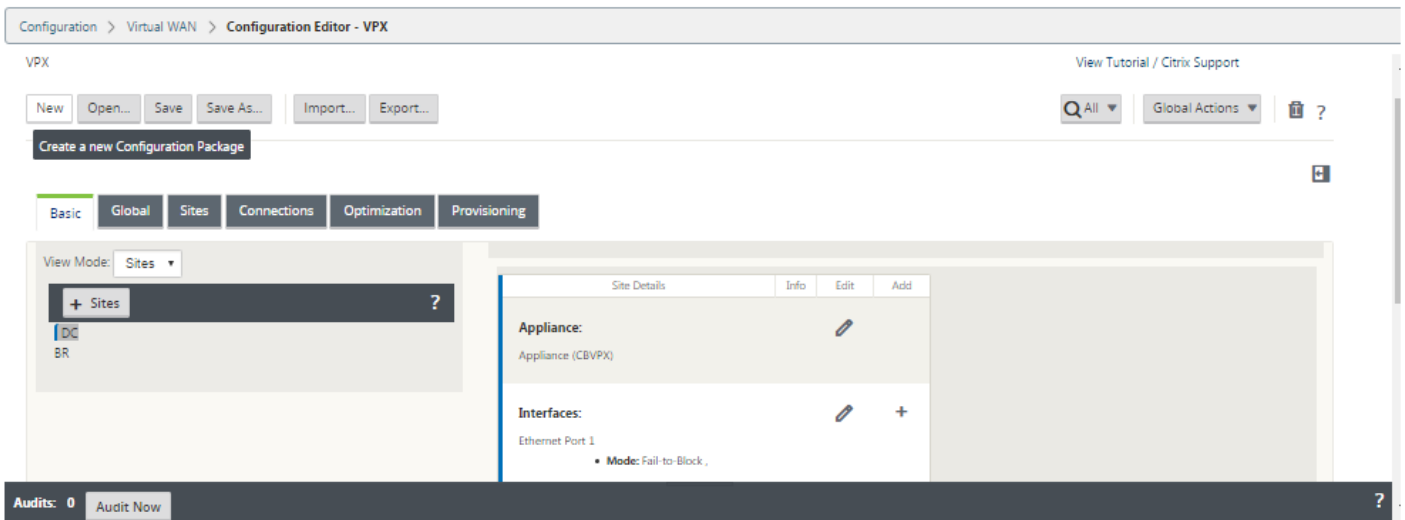 Configuration > Virtual WAN > Configuration Editor - VPX
VPX
View Tutorial / Citrix Support
New Open... Save Save As... Import... Export... All Global Actions ?
Create a new Configuration Package
Basic Global Sites Connections Optimization Provisioning
View Mode: Sites
+ Sites ?
DC
BR
Site Details Info Edit Add
Appliance:
Appliance (CBVPX)
Interfaces: +
Ethernet Port 1
• Mode: Fail-to-Block ,
Audits: 0 Audit Now ?